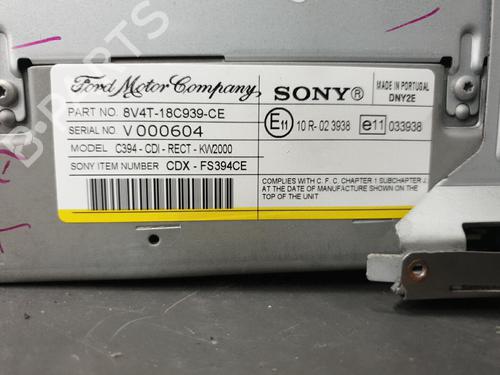 Ford Motor Company
SONY®
MADE IN PORTUGAL
DNY2E
PART NO. 8V4T-18C939-CE
SERIAL NO. V000604
MODEL C394 - CDI - RECT - KW2000
SONY ITEM NUMBER CDX - FS394CE
E11 10 R- 02 3938
e11 033938
COMPLIES WITH C. F. C. CHAPTER 1 SUBCHAPTER J
AT THE DATE OF MANUFACTURE SHOWN ON THE
TOP OF THE UNIT
B-PARTS